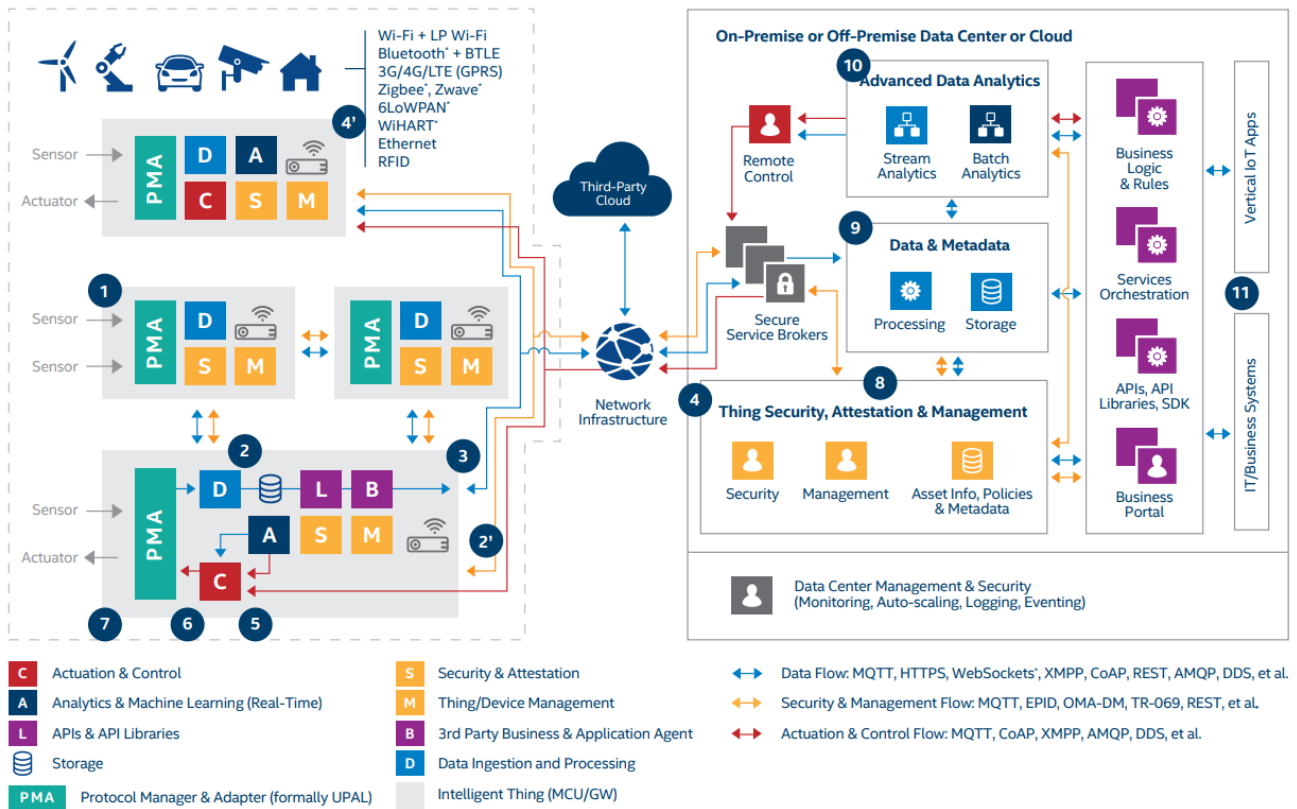 Wi-Fi + LP Wi-Fi
Bluetooth* + BTLE
3G/4G/LTE (GPRS)
Zigbee*, Zwave*
6LoWPAN*
WiHART*
Ethernet
RFID
4'
Sensor
Actuator
PMA
D
A
C
S
M
1
Sensor
Sensor
PMA
D
S
M
PMA
D
S
M
2
3
Sensor
Actuator
PMA
D
L
B
A
S
M
2'
C
7
6
5
Third-Party
Cloud
Network
Infrastructure
On-Premise or Off-Premise Data Center or Cloud
10
Advanced Data Analytics
Stream
Analytics
Batch
Analytics
Remote
Control
9
Data & Metadata
Processing
Storage
Secure
Service Brokers
4
8
Thing Security, Attestation & Management
Security
Management
Asset Info, Policies
& Metadata
Business
Logic
& Rules
Services
Orchestration
APIs, API
Libraries, SDK
Business
Portal
Vertical IoT Apps
11
IT/Business Systems
Data Center Management & Security
(Monitoring, Auto-scaling, Logging, Eventing)
C Actuation & Control
A Analytics & Machine Learning (Real-Time)
L APIs & API Libraries
Storage
PMA Protocol Manager & Adapter (formally UPAL)
S Security & Attestation
M Thing/Device Management
B 3rd Party Business & Application Agent
D Data Ingestion and Processing
Intelligent Thing (MCU/GW)
Data Flow: MQTT, HTTPS, WebSockets*, XMPP, CoAP, REST, AMQP, DDS, et al.
Security & Management Flow: MQTT, EPID, OMA-DM, TR-069, REST, et al.
Actuation & Control Flow: MQTT, CoAP, XMPP, AMQP, DDS, et al.